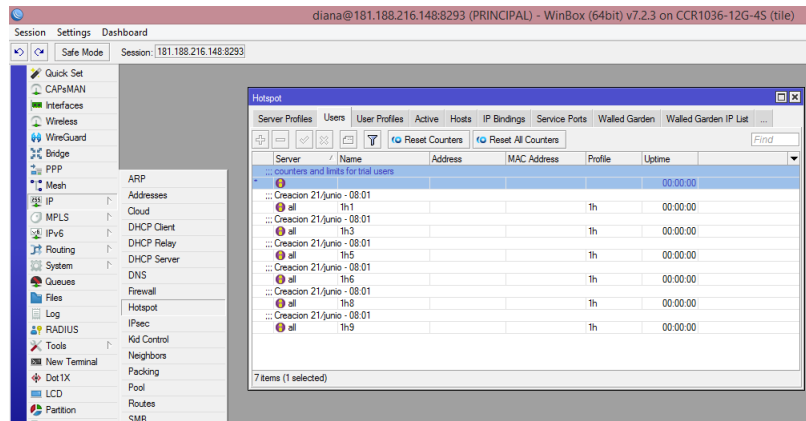 diana@181.188.216.148:8293 (PRINCIPAL) - WinBox (64bit) v7.2.3 on CCR1036-12G-4S (tile)
Session Settings Dashboard
Safe Mode Session: 181.188.216.148:8293
Quick Set
CAPsMAN
Interfaces
Wireless
WireGuard
Bridge
PPP
Mesh
IP
MPLS
IPv6
Routing
System
Queues
Files
Log
RADIUS
Tools
New Terminal
Dot1X
LCD
Partition
ARP
Addresses
Cloud
DHCP Client
DHCP Relay
DHCP Server
DNS
Firewall
Hotspot
IPsec
Kid Control
Neighbors
Packing
Pool
Routes
SMB
Hotspot
Server Profiles Users User Profiles Active Hosts IP Bindings Service Ports Walled Garden Walled Garden IP List ...
Reset Counters Reset All Counters Find
Server Name Address MAC Address Profile Uptime
;;; counters and limits for trial users
* 00:00:00
;;; Creacion 21/junio - 08:01
all 1h1 1h 00:00:00
;;; Creacion 21/junio - 08:01
all 1h3 1h 00:00:00
;;; Creacion 21/junio - 08:01
all 1h5 1h 00:00:00
;;; Creacion 21/junio - 08:01
all 1h6 1h 00:00:00
;;; Creacion 21/junio - 08:01
all 1h8 1h 00:00:00
;;; Creacion 21/junio - 08:01
all 1h9 1h 00:00:00
7 items (1 selected)